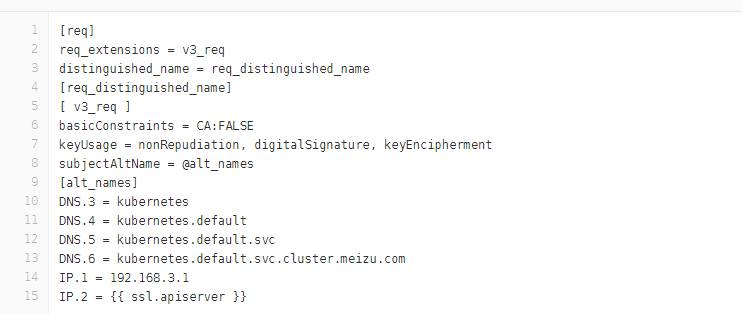 1 [req]
2 req_extensions = v3_req
3 distinguished_name = req_distinguished_name
4 [req_distinguished_name]
5 [ v3_req ]
6 basicConstraints = CA:FALSE
7 keyUsage = nonRepudiation, digitalSignature, keyEncipherment
8 subjectAltName = @alt_names
9 [alt_names]
10 DNS.3 = kubernetes
11 DNS.4 = kubernetes.default
12 DNS.5 = kubernetes.default.svc
13 DNS.6 = kubernetes.default.svc.cluster.meizu.com
14 IP.1 = 192.168.3.1
15 IP.2 = {{ ssl.apiserver }}